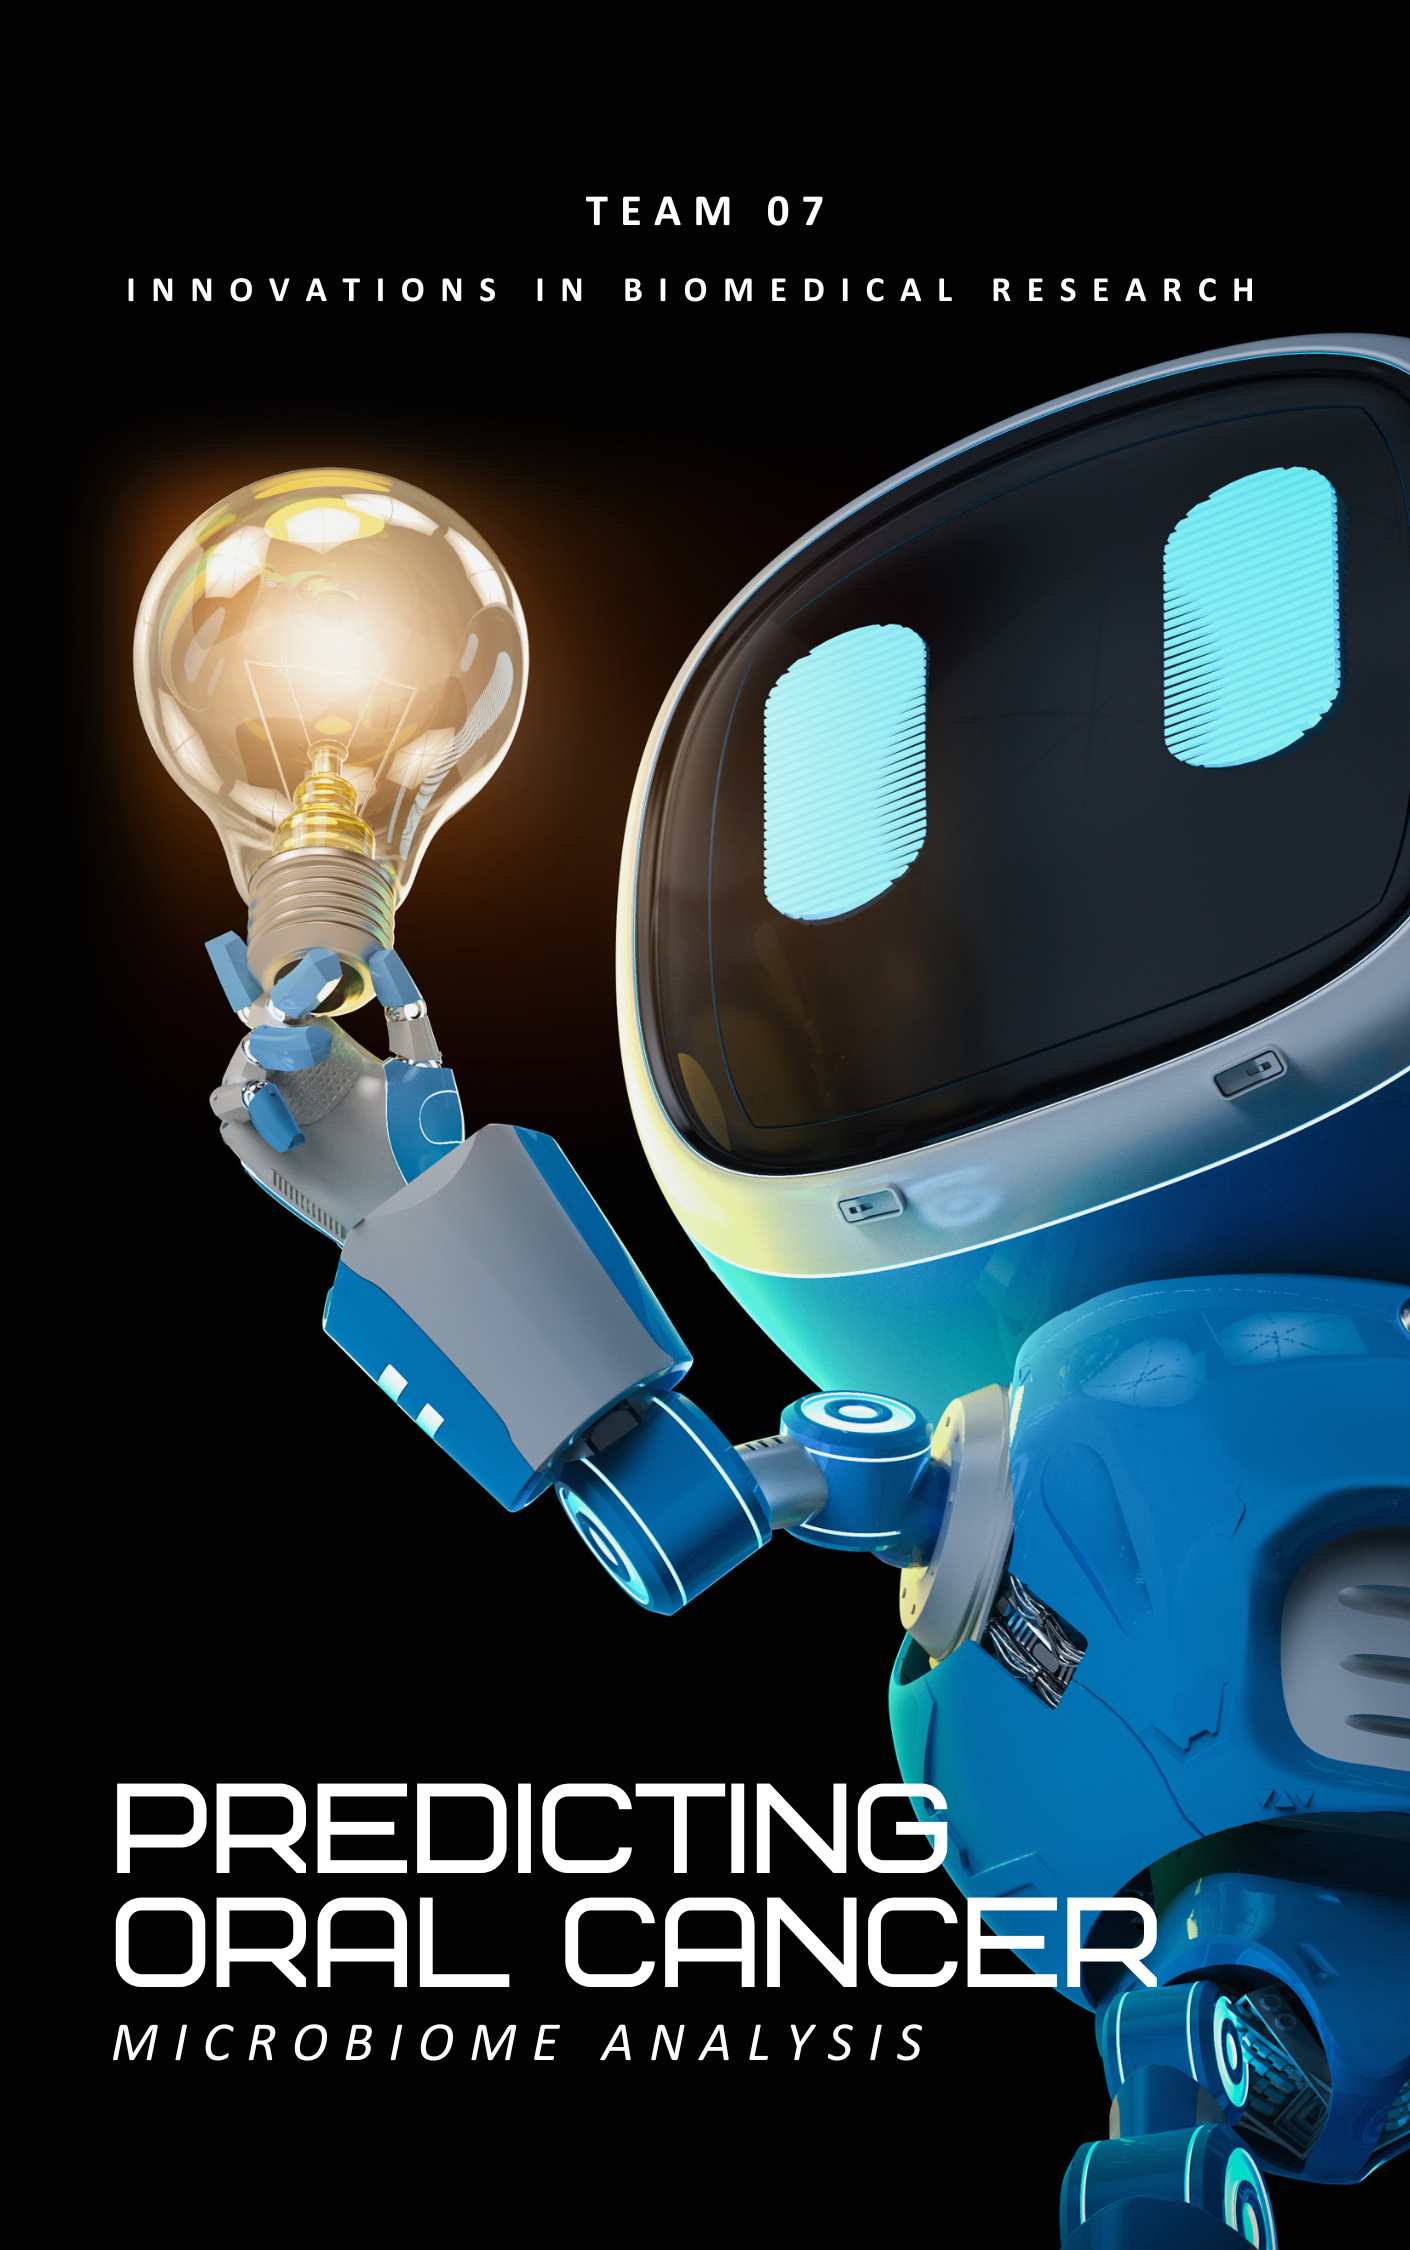 TEAM 07
INNOVATIONS IN BIOMEDICAL RESEARCH
PREDICTING
ORAL CANCER
MICROBIOME ANALYSIS